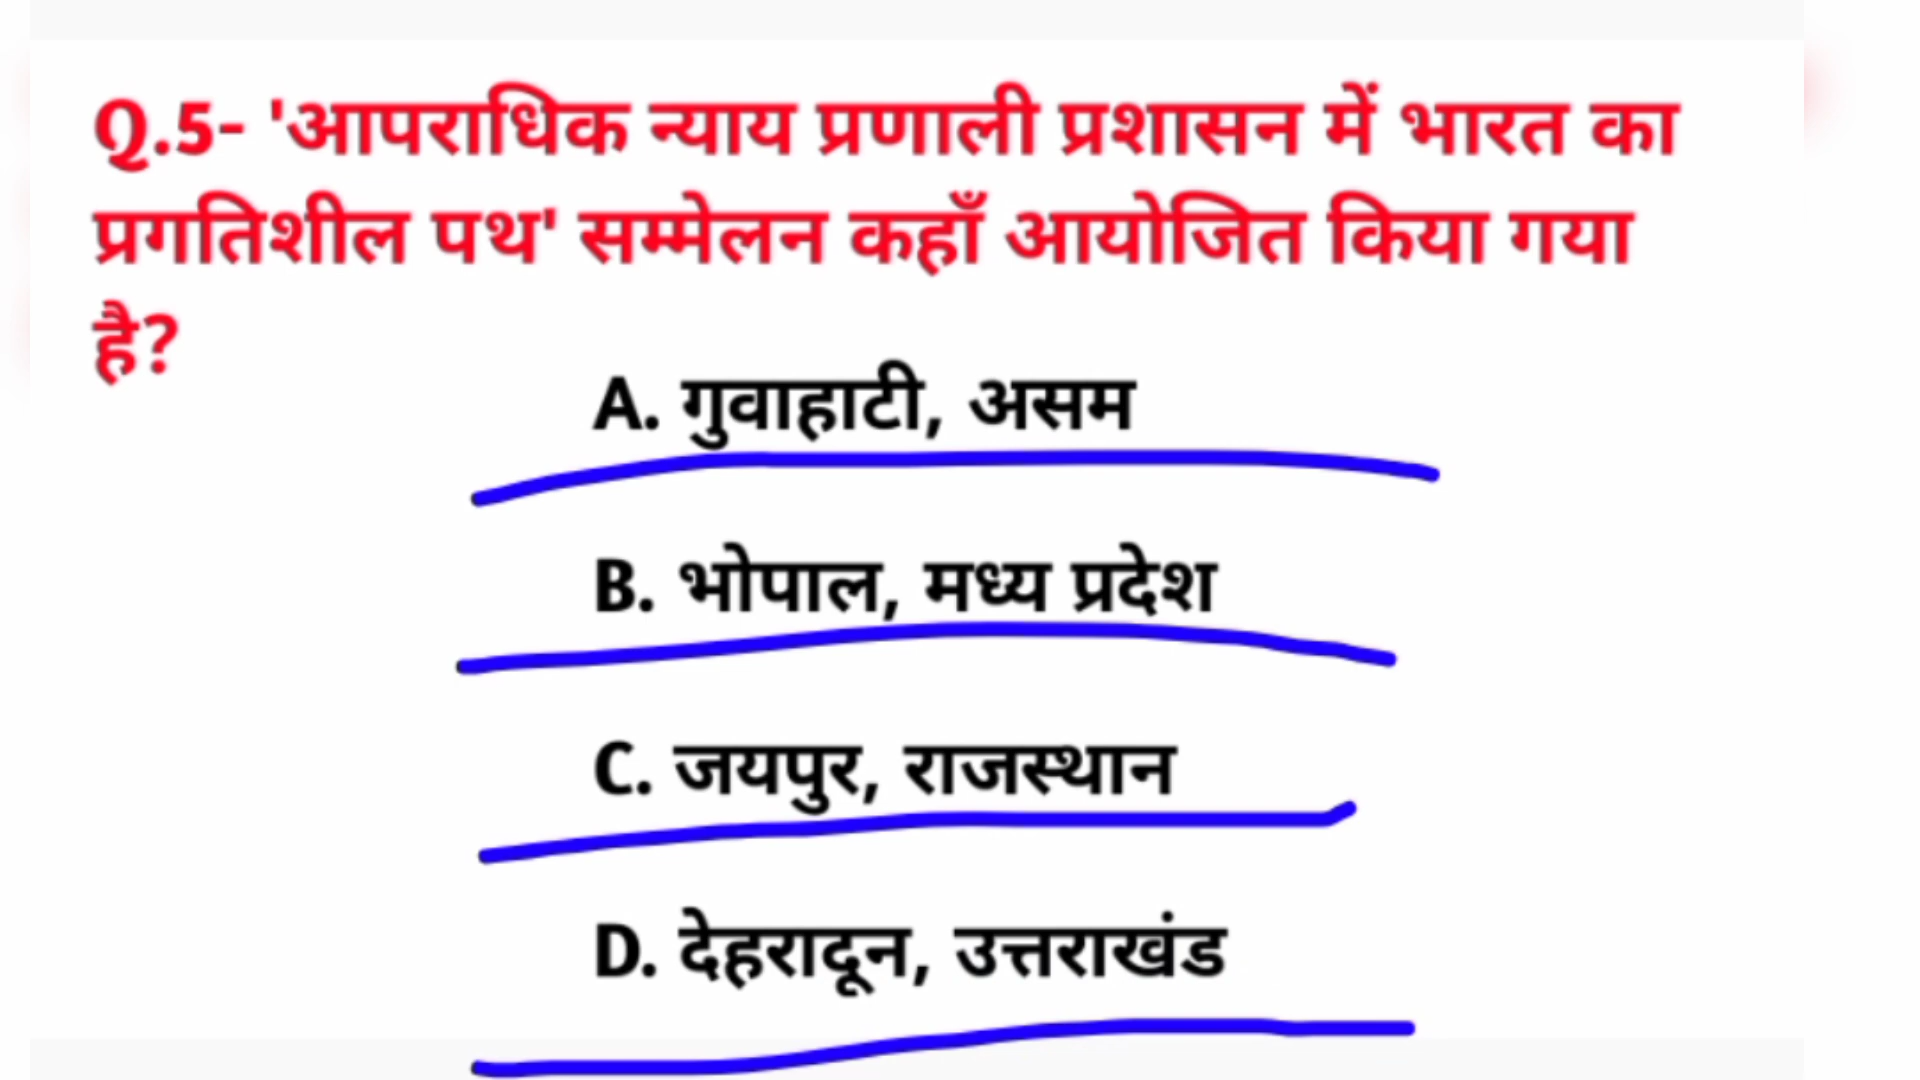 Q.5- 'आपराधिक न्याय प्रणाली प्रशासन में भारत का
प्रगतिशील पथ' सम्मेलन कहाँ आयोजित किया गया
है?
A. गुवाहाटी, असम
B. भोपाल, मध्य प्रदेश
C. जयपुर, राजस्थान
D. देहरादून, उत्तराखंड